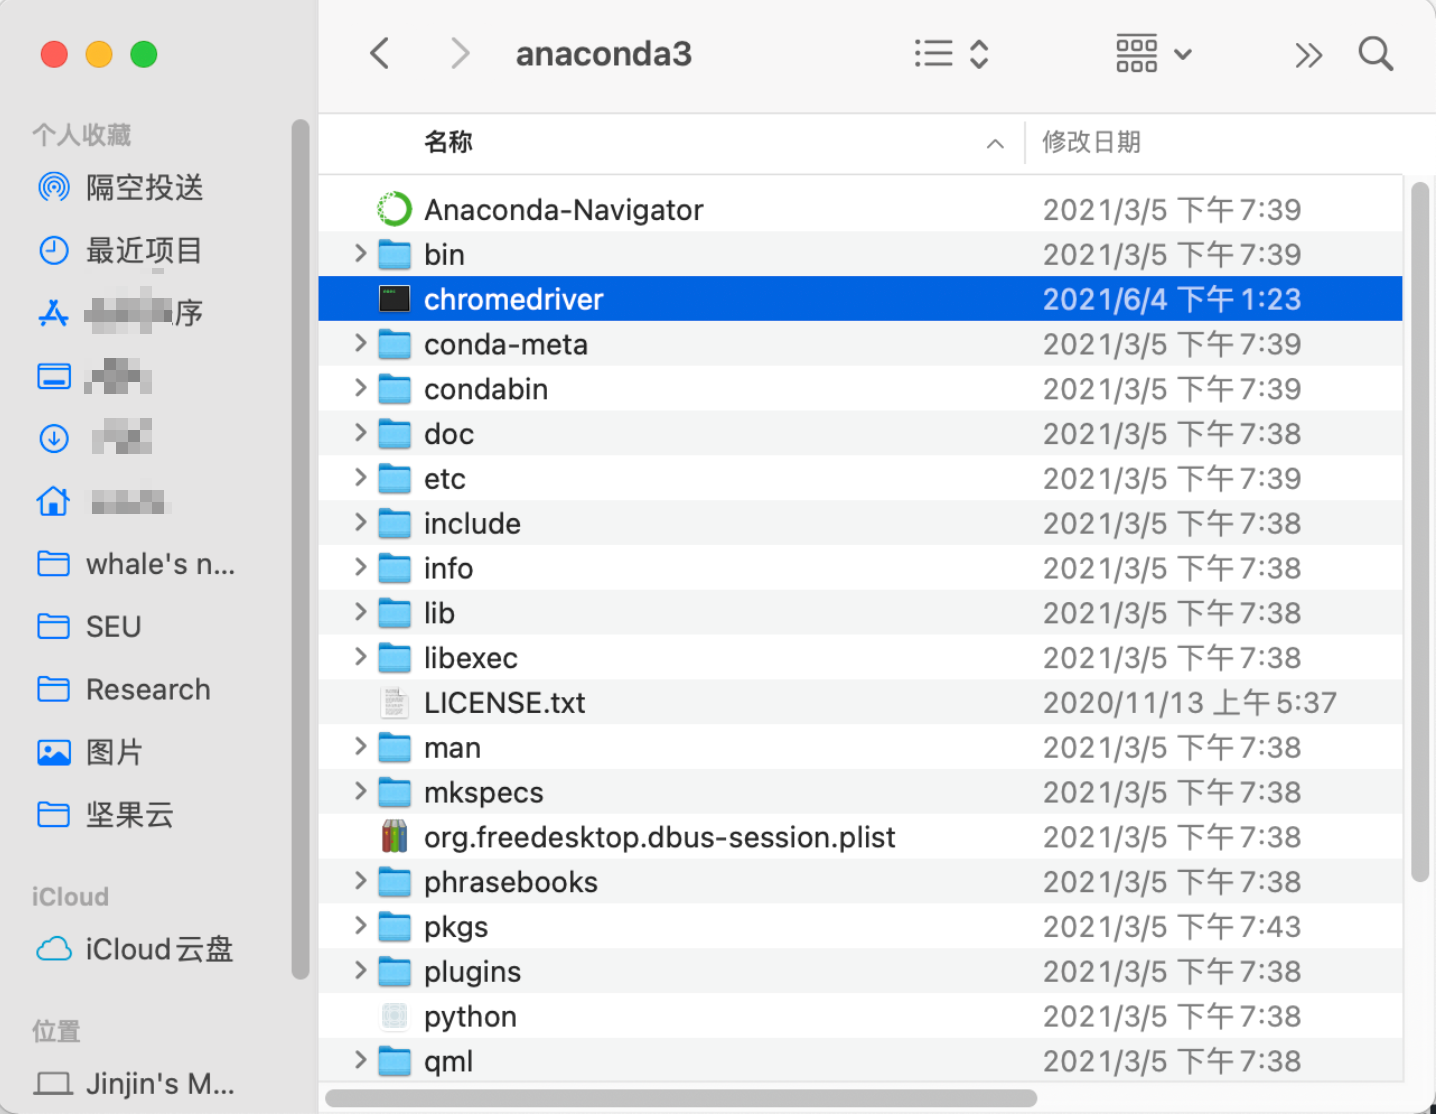 anaconda3
个人收藏
隔空投送
最近项目
序
whale's n...
SEU
Research
图片
坚果云
iCloud
iCloud云盘
位置
Jinjin's M...
名称 修改日期
Anaconda-Navigator 2021/3/5 下午7:39
bin 2021/3/5 下午7:39
chromedriver 2021/6/4 下午1:23
conda-meta 2021/3/5 下午7:39
condabin 2021/3/5 下午7:39
doc 2021/3/5 下午7:38
etc 2021/3/5 下午7:39
include 2021/3/5 下午7:38
info 2021/3/5 下午7:38
lib 2021/3/5 下午7:38
libexec 2021/3/5 下午7:38
LICENSE.txt 2020/11/13 上午5:37
man 2021/3/5 下午7:38
mkspecs 2021/3/5 下午7:38
org.freedesktop.dbus-session.plist 2021/3/5 下午7:38
phrasebooks 2021/3/5 下午7:38
pkgs 2021/3/5 下午7:43
plugins 2021/3/5 下午7:38
python 2021/3/5 下午7:38
qml 2021/3/5 下午7:38